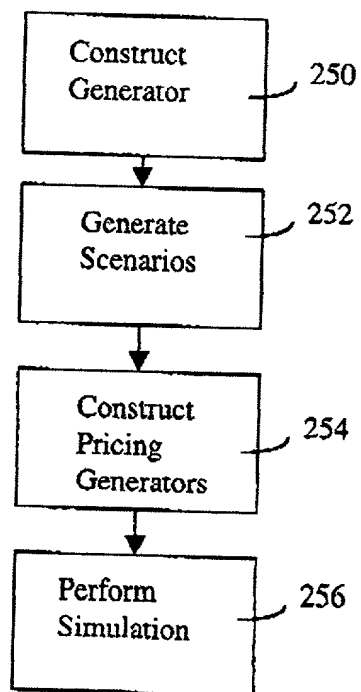 Construct
Generator
250
Generate
Scenarios
252
Construct
Pricing
Generators
254
Perform
Simulation
256